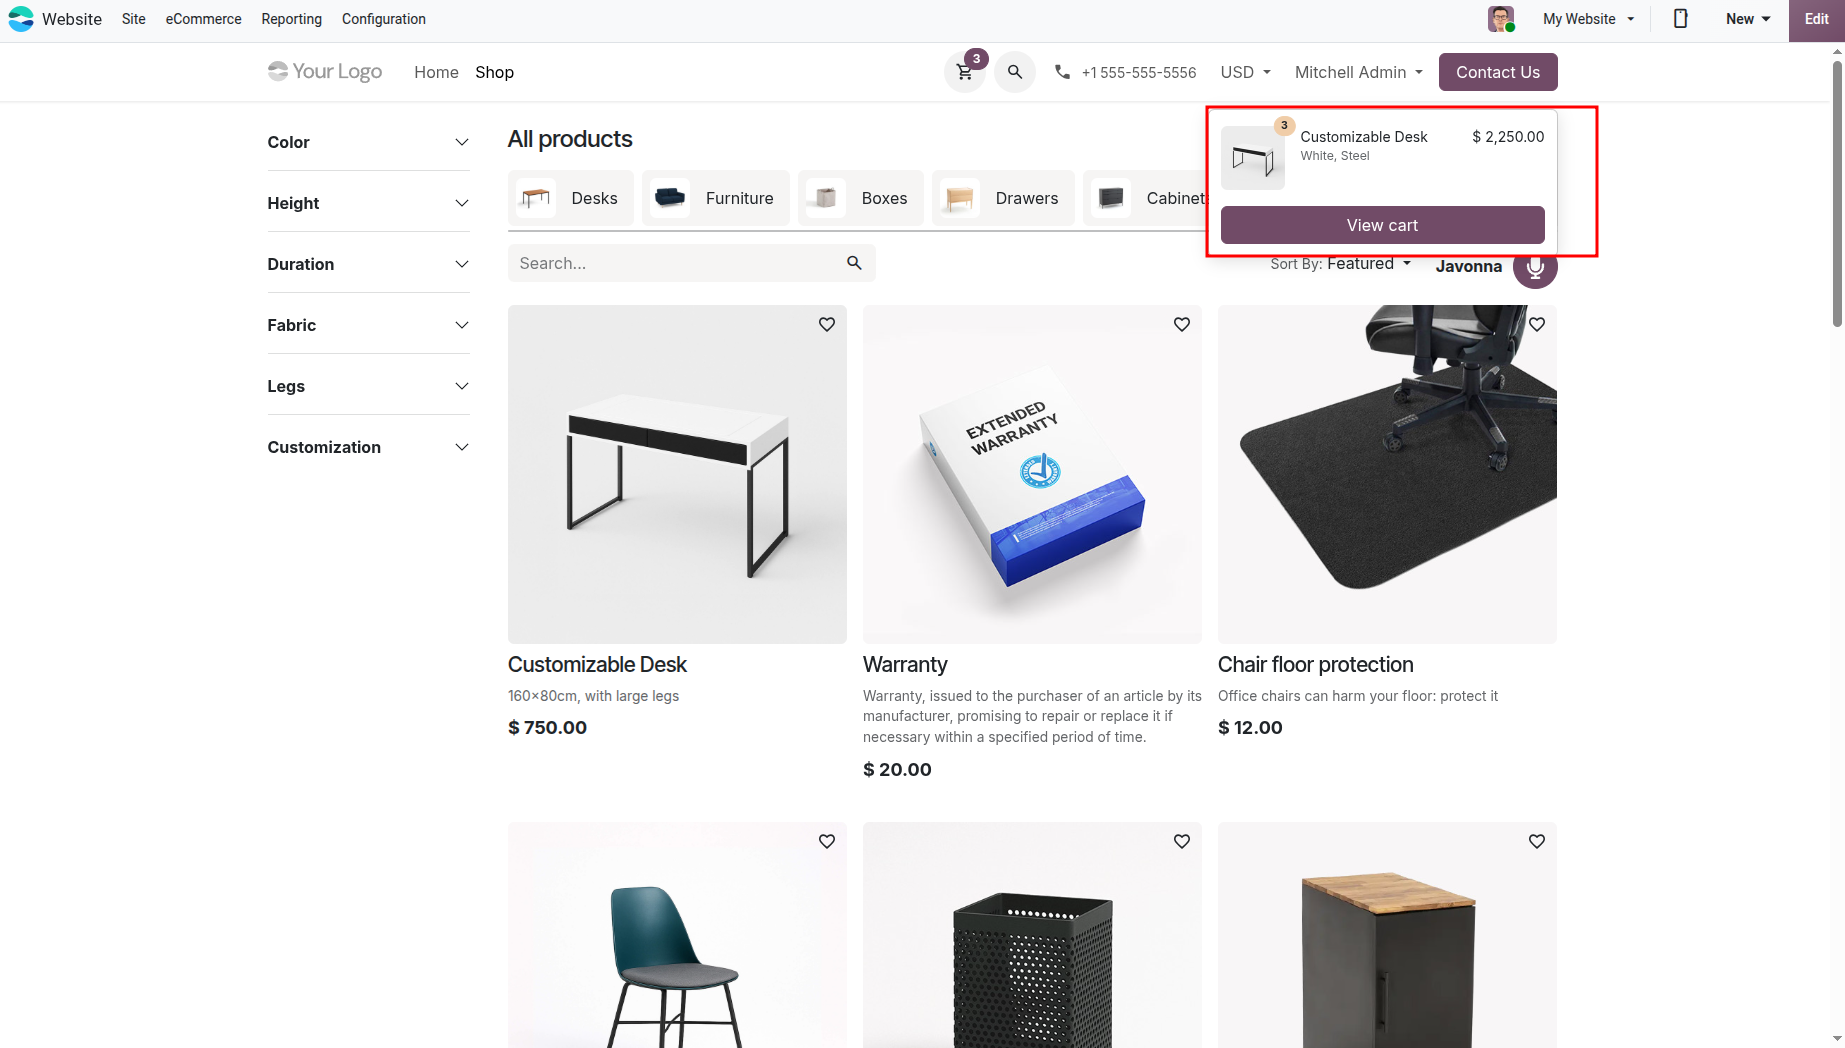 Website Site eCommerce Reporting Configuration My Website New Edit
Your Logo Home Shop 3 +1 555-555-5556 USD Mitchell Admin Contact Us
3 Customizable Desk $ 2,250.00
White, Steel
View cart
Color
Height
Duration
Fabric
Legs
Customization
All products
Desks Furniture Boxes Drawers Cabinets
Search... Sort By: Featured Javonna
EXTENDED
WARRANTY
Customizable Desk
160x80cm, with large legs
$ 750.00
Warranty
Warranty, issued to the purchaser of an article by its
manufacturer, promising to repair or replace it if
necessary within a specified period of time.
$ 20.00
Chair floor protection
Office chairs can harm your floor: protect it
$ 12.00